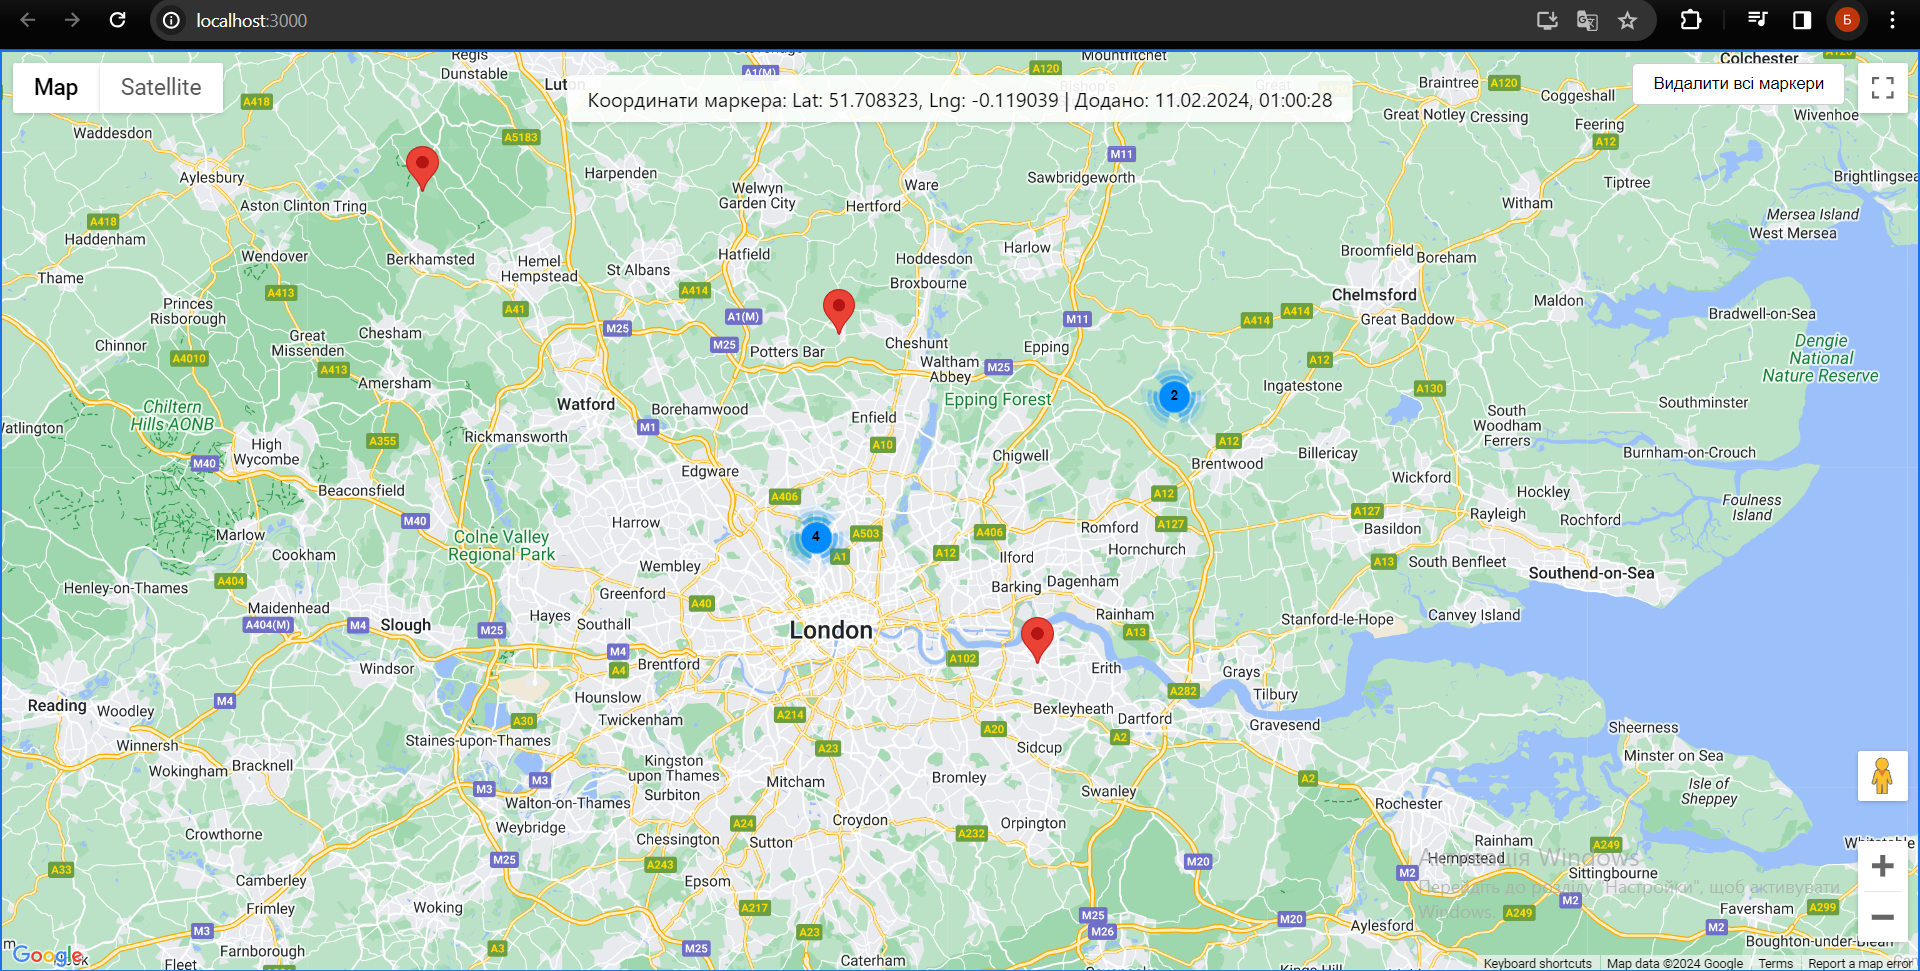 localhost:3000
Б
Map
Satellite
Координати маркера: Lat: 51.708323, Lng: -0.119039 | Додано: 11.02.2024, 01:00:28
Видалити всі маркери
Regis
Dunstable
Luton
A1(M)
A120
Mountfitchet
Braintree
A120
Colchester
Coggeshall
Great Notley
Cressing
Feering
Wivenhoe
A418
Waddesdon
A5183
A12
M11
Aylesbury
Harpenden
Welwyn
Garden City
Ware
Hertford
Sawbridgeworth
Tiptree
Brightlingsea
Witham
Aston Clinton
Tring
A418
Haddenham
Mersea Island
West Mersea
Wendover
Berkhamsted
Hemel
Hempstead
St Albans
Hatfield
Hoddesdon
Harlow
Broomfield
Boreham
Thame
Broxbourne
A413
A414
Chelmsford
Maldon
Princes
Risborough
A41
A1(M)
M11
A414
A414
Great Baddow
Bradwell-on-Sea
Chesham
M25
Great
Missenden
Chinnor
A4010
M25
Potters Bar
Cheshunt
Epping
Waltham
Abbey
M25
A12
Dengie
National
Nature Reserve
A413
Amersham
Ingatestone
A130
2
Chiltern
Hills AONB
Watford
Borehamwood
Epping Forest
Enfield
South
Woodham
Ferrers
Southminster
M1
Rickmansworth
A355
High
Wycombe
M40
A10
A12
Chigwell
Brentwood
Billericay
Burnham-on-Crouch
Edgware
Wickford
Beaconsfield
A406
A12
Hockley
Foulness
Island
M40
Harrow
A127
A127
Rayleigh
Rochford
Marlow
Colne Valley
Regional Park
4
A503
A406
Romford
Basildon
A1
A12
Hornchurch
Cookham
Wembley
Ilford
A13
South Benfleet
Southend-on-Sea
Henley-on-Thames
A404
Greenford
Barking
Dagenham
Maidenhead
A40
Rainham
Canvey Island
Hayes
Southall
A404(M)
M4
Slough
M25
London
A13
Stanford-le-Hope
M4
A4
Brentford
A102
Erith
Grays
Windsor
Hounslow
A282
Tilbury
Reading
Woodley
M4
A30
Twickenham
A214
Bexleyheath
Dartford
Gravesend
A20
Sheerness
Winnersh
Staines-upon-Thames
A23
Sidcup
A2
Minster on Sea
Wokingham
Bracknell
Kingston
upon Thames
Surbiton
M3
M3
Mitcham
Bromley
A2
Isle of
Sheppey
Swanley
Walton-on-Thames
Rochester
Weybridge
Crowthorne
A24
Croydon
A232
Orpington
Chessington
Sutton
Rainham
A249
Hempstead
M25
A243
M20
M2
Sittingbourne
A33
Camberley
Epsom
Активація Windows
Перейдіть до розділу "Настройки", щоб активувати
Windows.
Frimley
Woking
A217
M25
M26
M20
A249
M2
Faversham
A299
M3
A23
Aylesford
M2
Farnborough
A3
M25
Boughton-under-Blean
Fleet
Caterham
Google
Keyboard shortcuts
Map data ©2024 Google
Terms
Report a map error